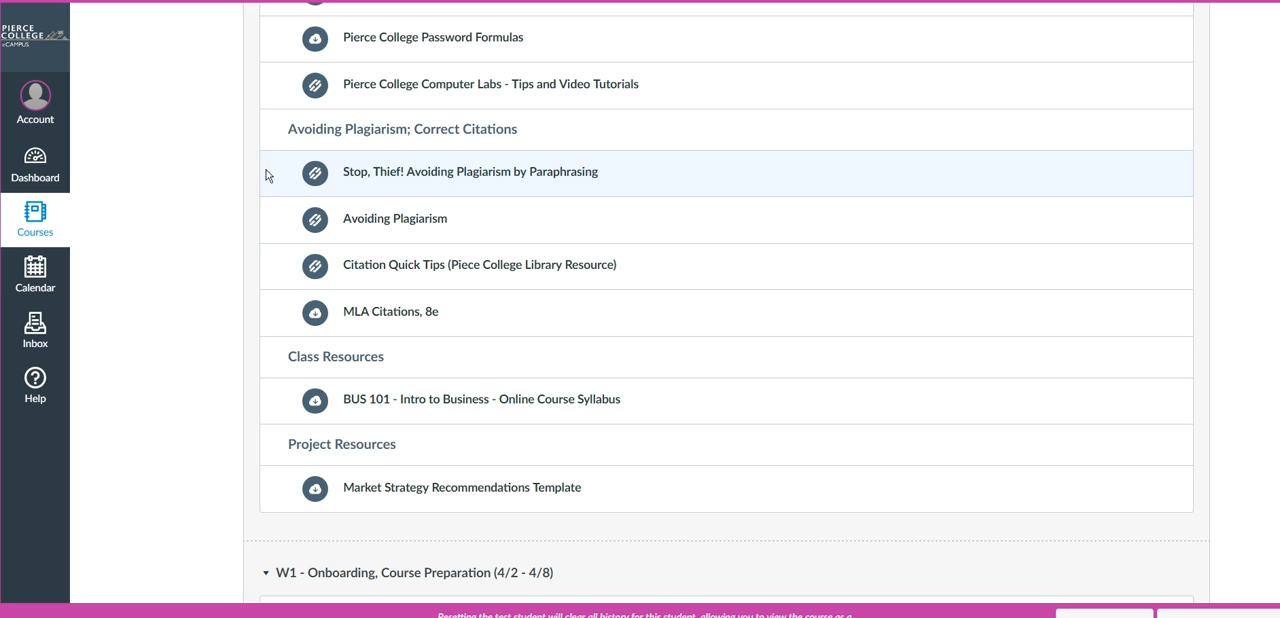 PIERCE
COLLEGE
eCAMPUS
Account
Dashboard
Courses
Calendar
Inbox
Help
Pierce College Password Formulas
Pierce College Computer Labs - Tips and Video Tutorials
Avoiding Plagiarism; Correct Citations
Stop, Thief! Avoiding Plagiarism by Paraphrasing
Avoiding Plagiarism
Citation Quick Tips (Piece College Library Resource)
MLA Citations, 8e
Class Resources
BUS 101 - Intro to Business - Online Course Syllabus
Project Resources
Market Strategy Recommendations Template
W1 - Onboarding, Course Preparation (4/2 - 4/8)
Resetting the test student will clear all history for this student, allowing you to view the course as a